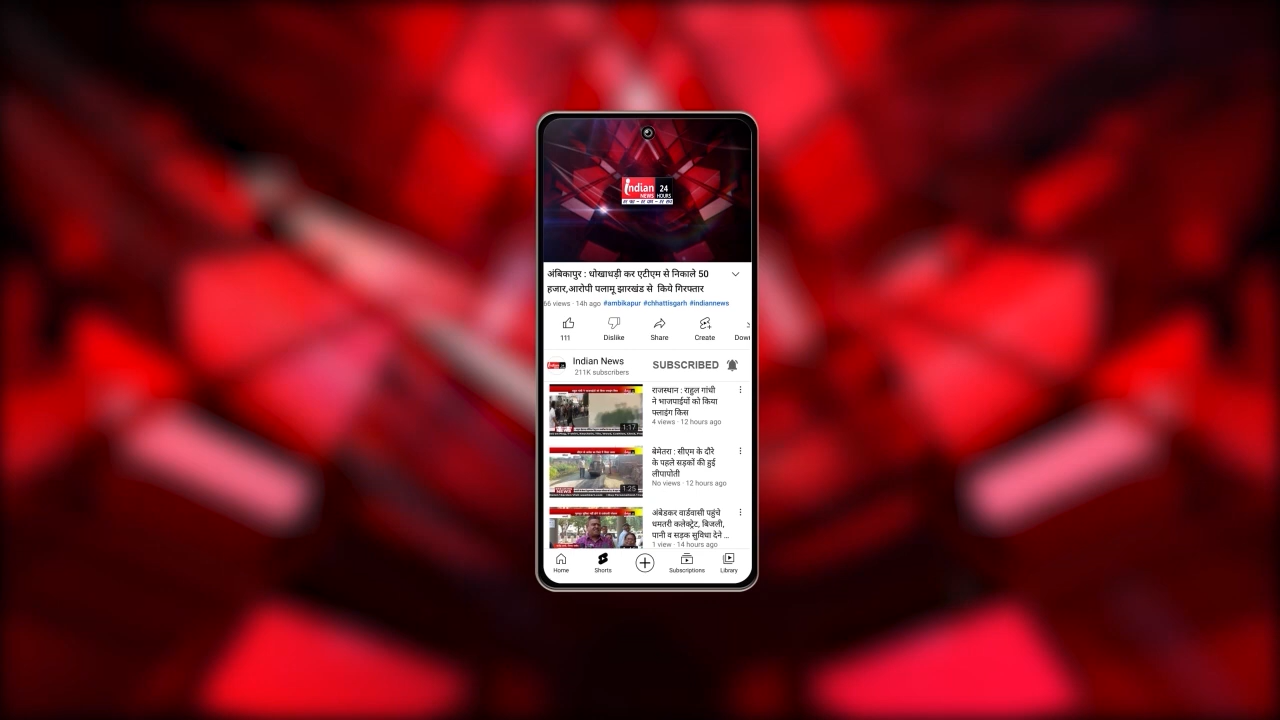 indian
24
NEWS
HOURS
अंबिकापुर : धोखाधड़ी कर एटीएम से निकाले 50
हजार,आरोपी पलामू झारखंड से किये गिरफ्तार
66 views · 14h ago #ambikapur #chhattisgarh #indiannews
111
Dislike
Share
Create
Down
Indian News
211K subscribers
SUBSCRIBED
राजस्थान : राहुल गांधी
ने भाजपाईयों को किया
फ्लाइंग किस
4 views · 12 hours ago
1:17
बेमेतरा : सीएम के दौरे
के पहले सड़कों की हुई
लीपापोती
No views · 12 hours ago
1:25
NEWS
अंबेडकर वार्डवासी पहुंचे
धमतरी कलेक्ट्रेट, बिजली,
पानी व सड़क सुविधा देने ...
1 view · 14 hours ago
Home
Shorts
Subscriptions
Library